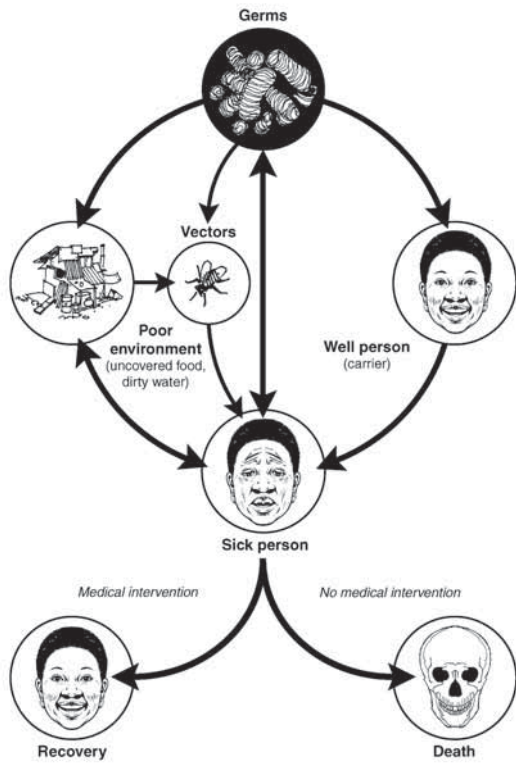 Germs
Vectors
Poor
environment
(uncovered food,
dirty water)
Well person
(carrier)
Sick person
Medical intervention
No medical intervention
Recovery
Death